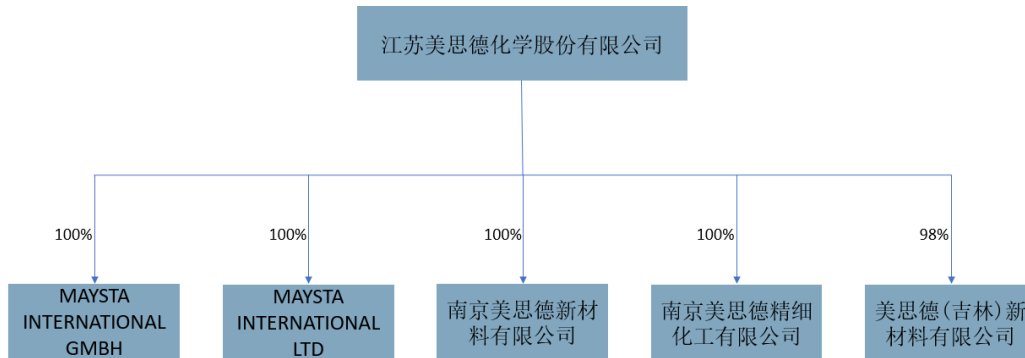 江苏美思德化学股份有限公司
100%
100%
100%
100%
98%
MAYSTA
INTERNATIONAL
GMBH
MAYSTA
INTERNATIONAL
LTD
南京美思德新材
料有限公司
南京美思德精细
化工有限公司
美思德(吉林)新
材料有限公司